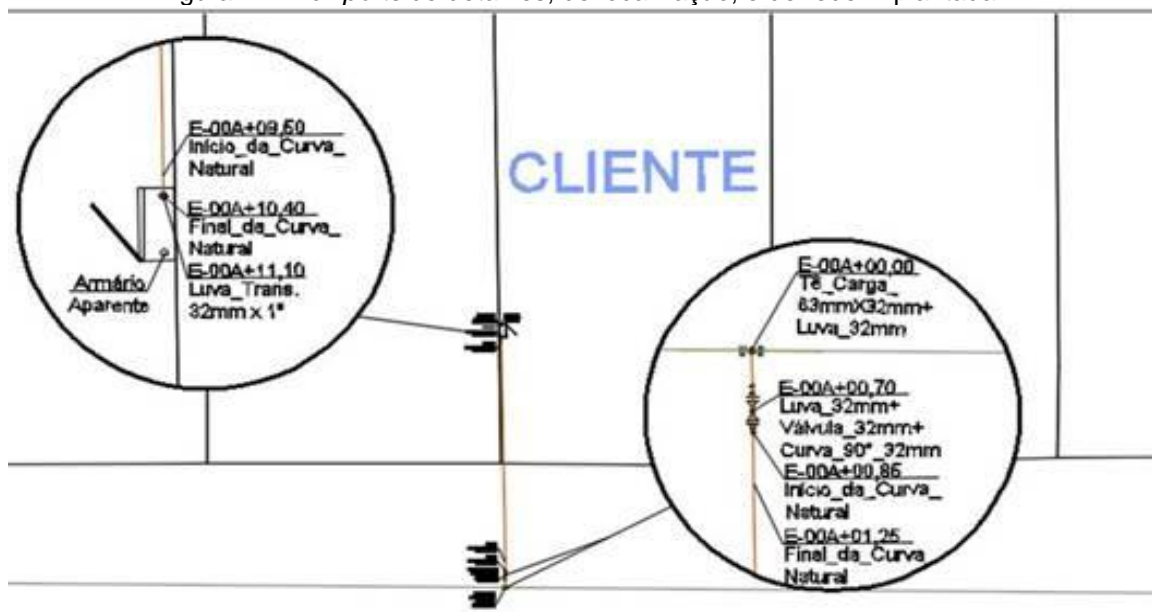 E-00A+09,50
Início_da_Curva_
Natural
E-00A+10,40
Final_da_Curva_
Natural
E-00A+11,10
Luva_Trans.
32mm x 1"
Armário
Aparente
CLIENTE
E-00A+00,00
Tê_Carga_
63mmX32mm+
Luva_32mm
E-00A+00,70
Luva_32mm+
Válvula_32mm+
Curva_90°_32mm
E-00A+00,85
Início_da_Curva_
Natural
E-00A+01,25
Final_da_Curva
Natural